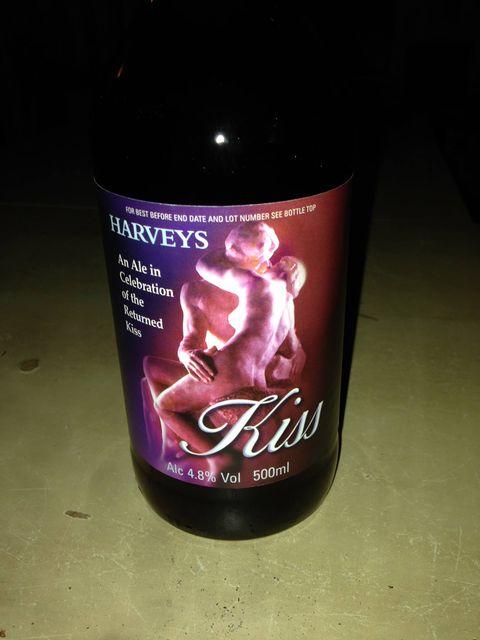 FOR BEST BEFORE END DATE AND LOT NUMBER SEE BOTTLE TOP
HARVEYS
An Ale in
Celebration
of the
Returned
Kiss
Kiss
Alc 4.8% Vol 500ml